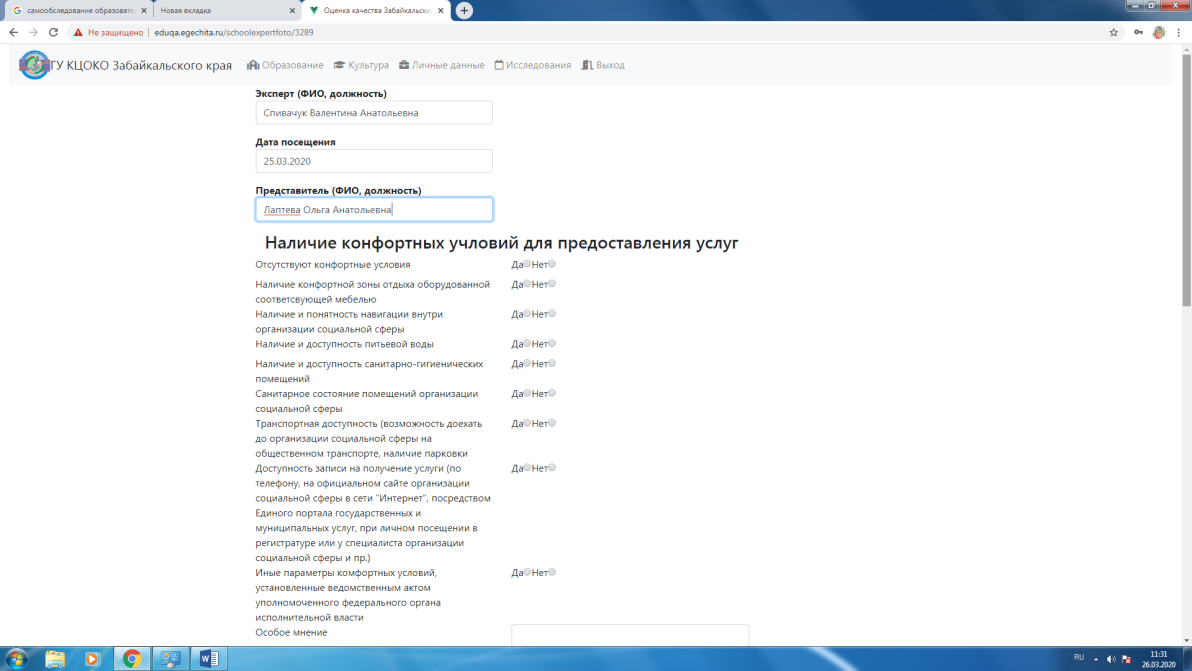 самообследование образовате
Новая вкладка
Оценка качества Забайкальски
Не защищено | eduqa.egechita.ru/schoolexpertfoto/3289
ГУ КЦОКО Забайкальского края
Образование
Культура
Личные данные
Исследования
Выход
Эксперт (ФИО, должность)
Спивачук Валентина Анатольевна
Дата посещения
25.03.2020
Представитель (ФИО, должность)
Лаптева Ольга Анатольевна
Наличие конфортных учловий для предоставления услуг
Отсутствуют конфортные условия Да Нет
Наличие конфортной зоны отдыха оборудованной Да Нет
соответсвующей мебелью
Наличие и понятность навигации внутри Да Нет
организации социальной сферы
Наличие и доступность питьевой воды Да Нет
Наличие и доступность санитарно-гигиенических Да Нет
помещений
Санитарное состояние помещений организации Да Нет
социальной сферы
Транспортная доступность (возможность доехать Да Нет
до организации социальной сферы на
общественном транспорте, наличие парковки
Доступность записи на получение услуги (по Да Нет
телефону, на официальном сайте организации
социальной сферы в сети "Интернет", посредством
Единого портала государственных и
муниципальных услуг, при личном посещении в
регистратуре или у специалиста организации
социальной сферы и пр.)
Иные параметры комфортных условий, Да Нет
установленные ведомственным актом
уполномоченного федерального органа
исполнительной власти
Особое мнение
RU
11:31
26.03.2020